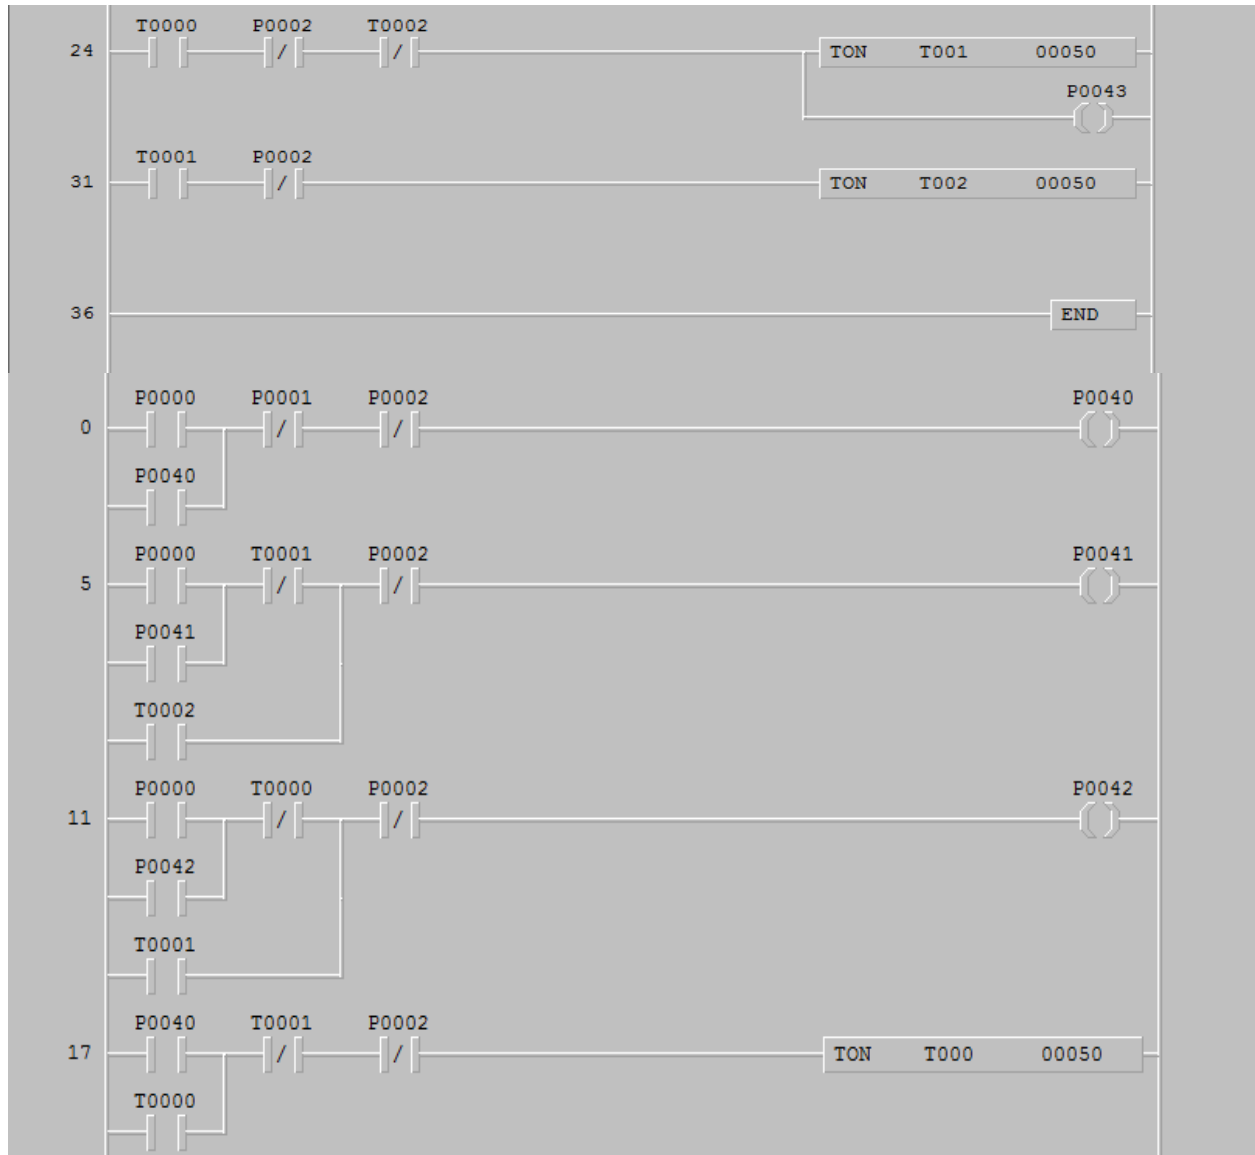 T0000 P0002 T0002
24 / / TON T001 00050
P0043
( )
T0001 P0002
31 / TON T002 00050
36 END
P0000 P0001 P0002 P0040
0 / / ( )
P0040
P0000 T0001 P0002 P0041
5 / / ( )
P0041
T0002
P0000 T0000 P0002 P0042
11 / / ( )
P0042
T0001
P0040 T0001 P0002
17 / / TON T000 00050
T0000